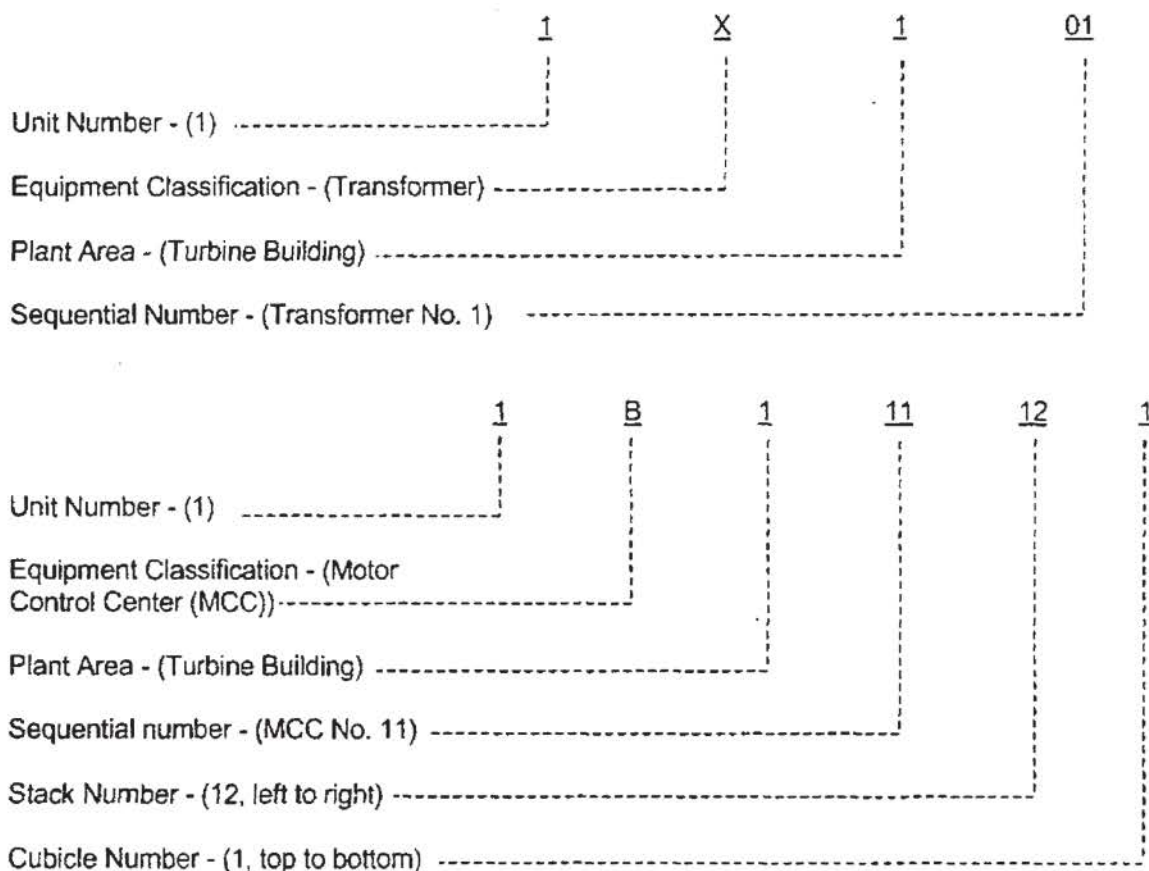 1 X 1 01
Unit Number - (1)
Equipment Classification - (Transformer)
Plant Area - (Turbine Building)
Sequential Number - (Transformer No. 1)
1 B 1 11 12 1
Unit Number - (1)
Equipment Classification - (Motor
Control Center (MCC))
Plant Area - (Turbine Building)
Sequential number - (MCC No. 11)
Stack Number - (12, left to right)
Cubicle Number - (1, top to bottom)